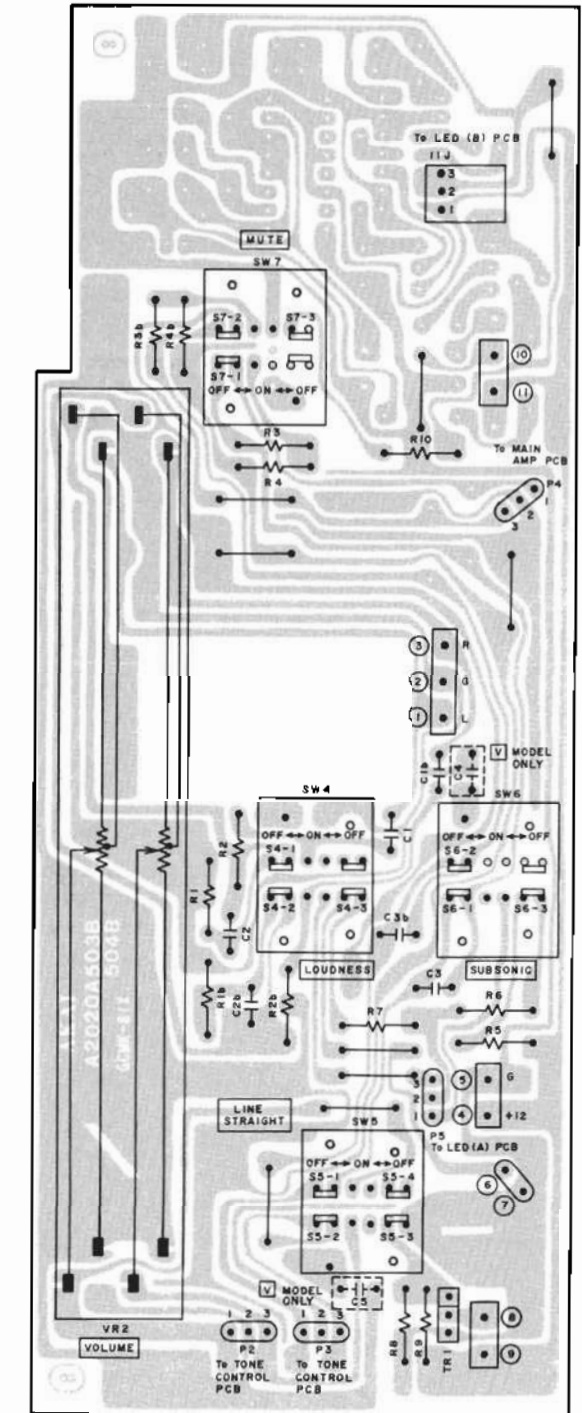 8
To LED (B) PCB
11J
3
2
1
MUTE
SW7
R3b
R4b
S7-2 S7-3
S7-1
OFF ↔ ON ↔ OFF
10
11
R3
R4
R10
To MAIN
AMP PCB
P4
1
2
3
3 R
2 G
1 L
C1b
C4
V MODEL
ONLY
SW4
SW6
OFF ↔ ON ↔ OFF
S4-1
S4-2 S4-3
LOUDNESS
C1
OFF ↔ ON ↔ OFF
S6-2
S6-1 S6-3
SUBSONIC
R2
R1
C2
C3b
C3
R1b
C2b
R2b
R7
R6
R5
A2020A503B
504B
LINE
STRAIGHT
3
2
1
P5
5 G
4 +12
To LED(A) PCB
SW5
OFF ↔ ON ↔ OFF
S5-1 S5-4
S5-2 S5-3
6
7
V MODEL
ONLY
C5
VR2
VOLUME
1 2 3
P2
To TONE
CONTROL
PCB
1 2 3
P3
To TONE
CONTROL
PCB
R8
R9
TR1
8
9
8